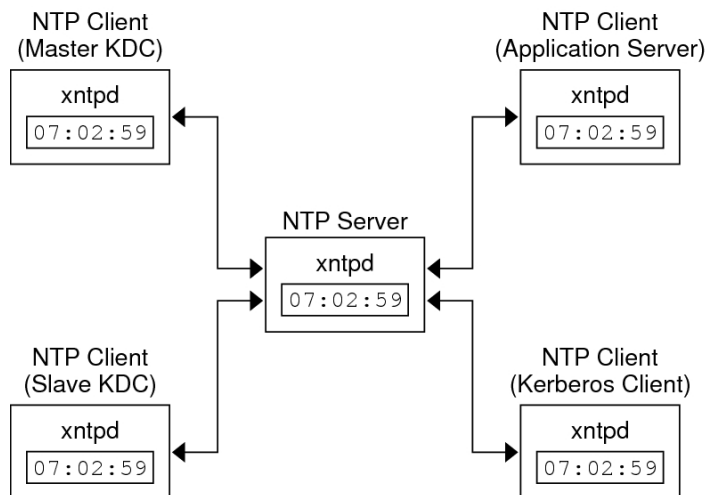 NTP Client
(Master KDC)
xntpd
07:02:59
NTP Client
(Application Server)
xntpd
07:02:59
NTP Server
xntpd
07:02:59
NTP Client
(Slave KDC)
xntpd
07:02:59
NTP Client
(Kerberos Client)
xntpd
07:02:59